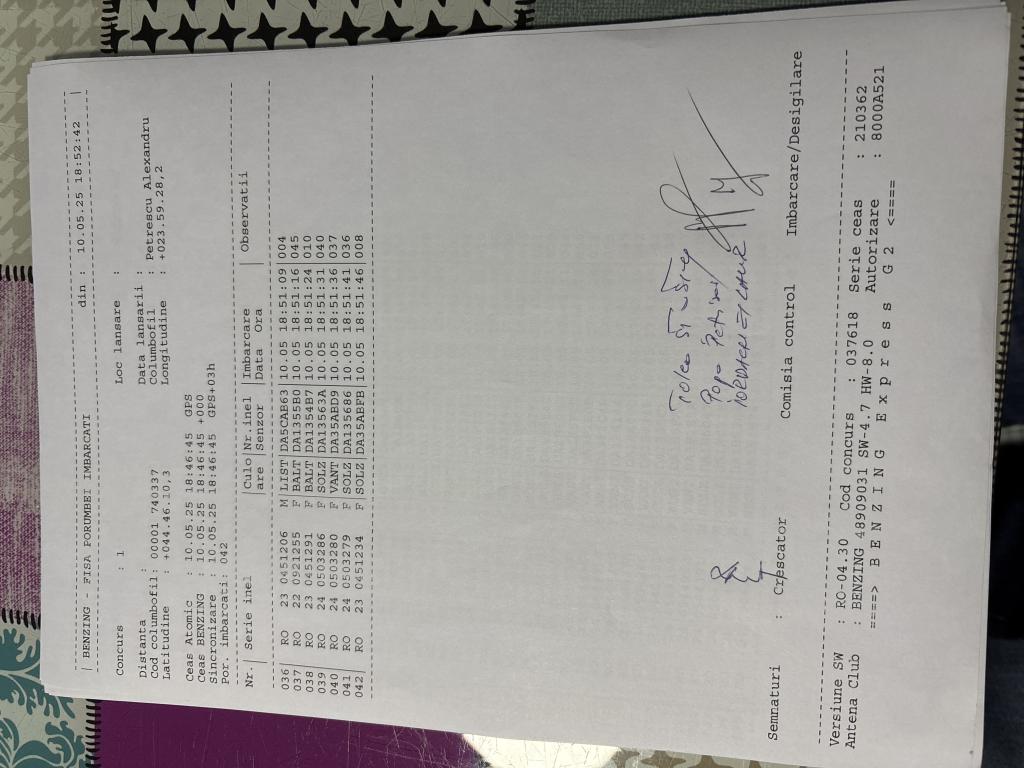 | BENZING - FISA PORUMBEI IMBARCATI din : 10.05.25 18:52:42 |
Concurs : 1 Loc lansare :
Distanta : Data lansarii :
Cod columbofil: 00001 740337 Columbofil : Petrescu Alexandru
Latitudine : +044.46.10,3 Longitudine : +023.59.28,2
Ceas Atomic : 10.05.25 18:46:45 GPS
Ceas BENZING : 10.05.25 18:46:45 +000
Sincronizare : 10.05.25 18:46:45 GPS+03h
Por. imbarcati: 042
Nr.| Serie inel |Culo|Nr.inel |Imbarcare | Observatii
|are |Senzor |Data Ora |
036| RO 23 0451206 M|LIST|DA5CAB63|10.05 18:51:09|004
037| RO 22 0921255 F|BALT|DA1355B0|10.05 18:51:16|045
038| RO 23 0451291 F|BALT|DA1354B7|10.05 18:51:24|010
039| RO 24 0503286 F|SOLZ|DA13563A|10.05 18:51:31|040
040| RO 24 0503280 F|VANT|DA35ABD9|10.05 18:51:36|037
041| RO 24 0503279 F|SOLZ|DA135686|10.05 18:51:41|036
042| RO 23 0451234 F|SOLZ|DA35ABFB|10.05 18:51:46|008
Popa
Semnaturi : Crescator Comisia control Imbarcare/Desigilare
Versiune SW : RO-04.30 Cod concurs : 037618 Serie ceas : 210362
Antena Club : BENZING 48909031 SW-4.7 HW-8.0 Autorizare : 8000A521
====> B E N Z I N G E x p r e s s G 2 <====